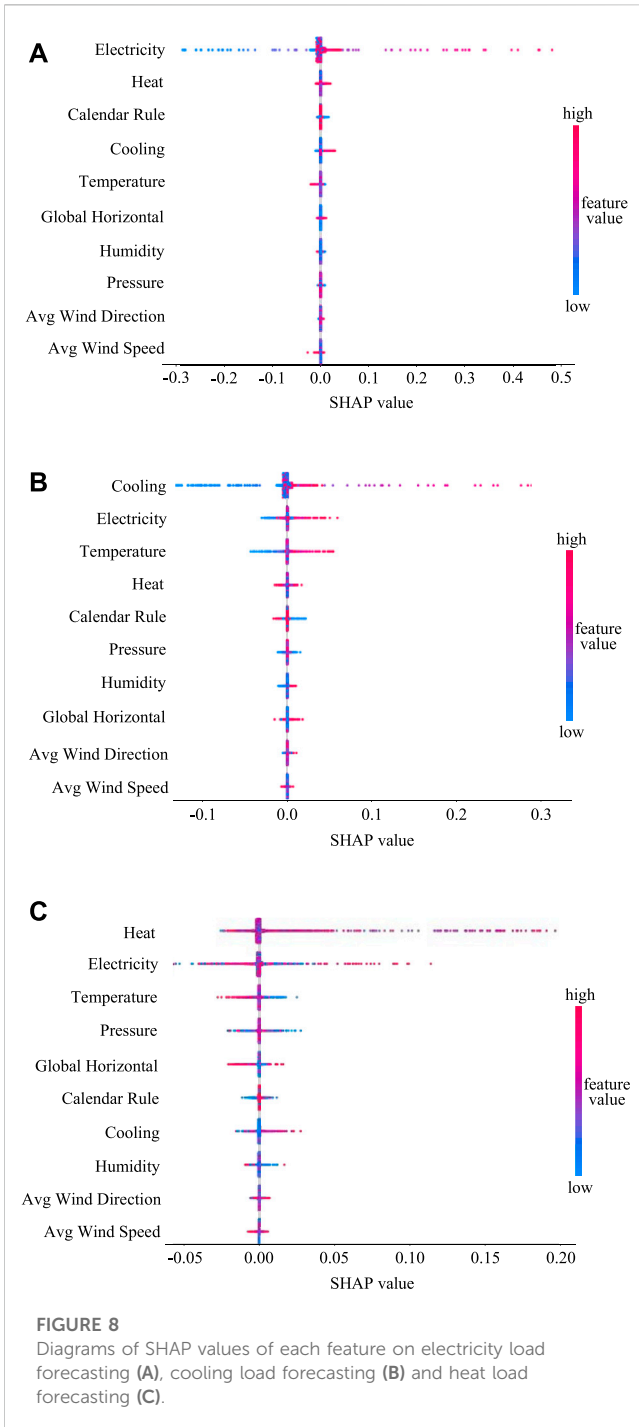 A
Electricity
Heat
Calendar Rule
Cooling
Temperature
Global Horizontal
Humidity
Pressure
Avg Wind Direction
Avg Wind Speed
-0.3 -0.2 -0.1 0.0 0.1 0.2 0.3 0.4 0.5
SHAP value
high
feature
value
low
B
Cooling
Electricity
Temperature
Heat
Calendar Rule
Pressure
Humidity
Global Horizontal
Avg Wind Direction
Avg Wind Speed
-0.1 0.0 0.1 0.2 0.3
SHAP value
high
feature
value
low
C
Heat
Electricity
Temperature
Pressure
Global Horizontal
Calendar Rule
Cooling
Humidity
Avg Wind Direction
Avg Wind Speed
-0.05 0.00 0.05 0.10 0.15 0.20
SHAP value
high
feature
value
low
FIGURE 8
Diagrams of SHAP values of each feature on electricity load
forecasting (A), cooling load forecasting (B) and heat load
forecasting (C).